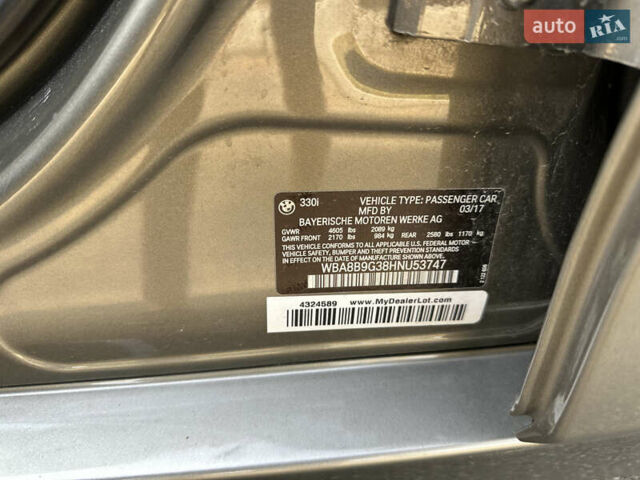 auto RIA
.com
330i VEHICLE TYPE: PASSENGER CAR
MFD BY 03/17
BAYERISCHE MOTOREN WERKE AG
GVWR 4605 lbs 2089 kg
GAWR FRONT 2170 lbs 984 kg REAR 2580 lbs 1170 kg
THIS VEHICLE CONFORMS TO ALL APPLICABLE U.S.
FEDERAL MOTOR VEHICLE SAFETY,
BUMPER, AND THEFT PREVENTION STANDARDS IN
EFFECT ON THE DATE OF MANUFACTURE SHOWN ABOVE.
WBA8B9G38HNU53747
4324589 www.MyDealerLot.com